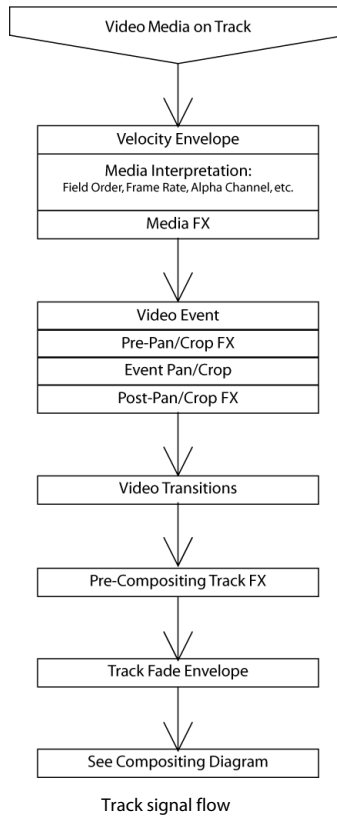 Video Media on Track
Velocity Envelope
Media Interpretation:
Field Order, Frame Rate, Alpha Channel, etc.
Media FX
Video Event
Pre-Pan/Crop FX
Event Pan/Crop
Post-Pan/Crop FX
Video Transitions
Pre-Compositing Track FX
Track Fade Envelope
See Compositing Diagram
Track signal flow